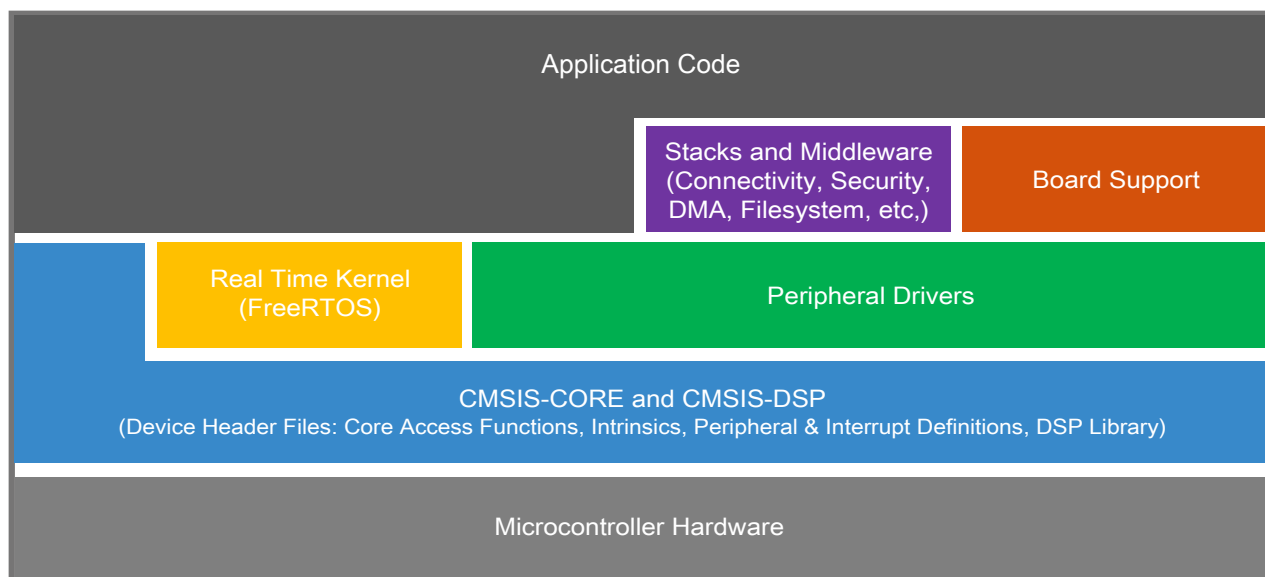 Application Code
Stacks and Middleware
(Connectivity, Security,
DMA, Filesystem, etc,)
Board Support
Real Time Kernel
(FreeRTOS)
Peripheral Drivers
CMSIS-CORE and CMSIS-DSP
(Device Header Files: Core Access Functions, Intrinsics, Peripheral & Interrupt Definitions, DSP Library)
Microcontroller Hardware